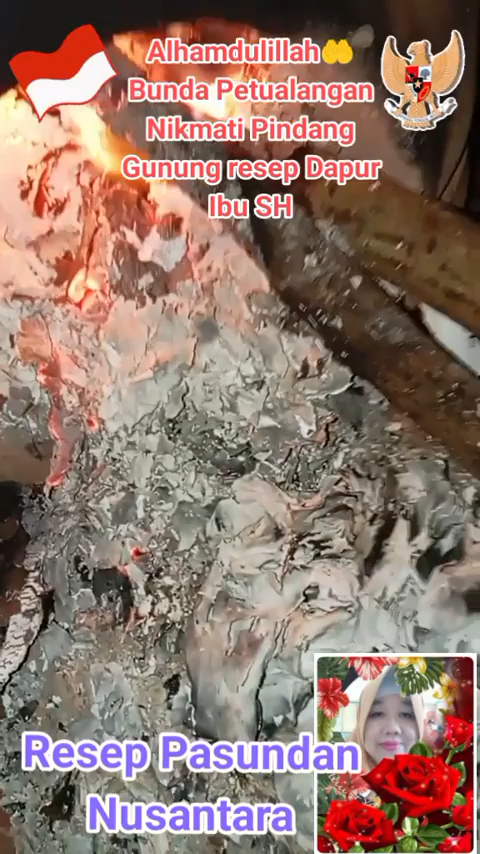 Alhamdulillah🤲
Bunda Petualangan
Nikmati Pindang
Gunung resep Dapur
Ibu SH
Resep Pasundan
Nusantara